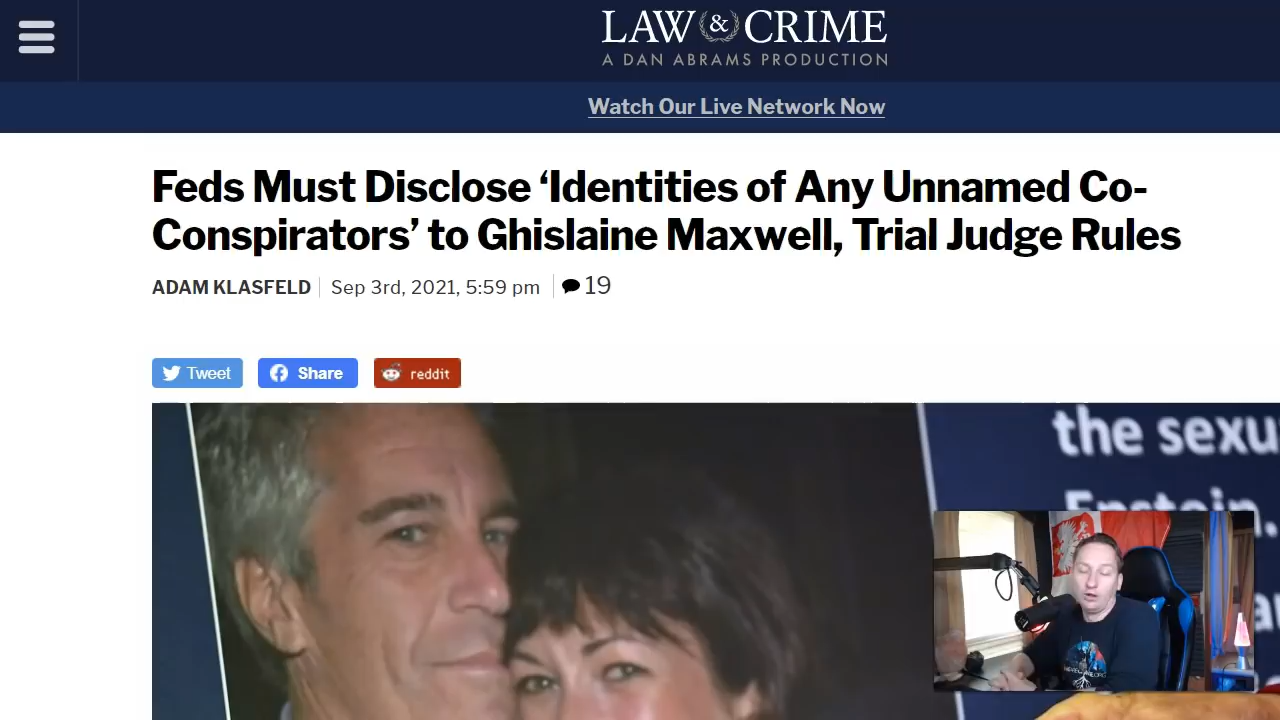 LAW & CRIME
A DAN ABRAMS PRODUCTION
Watch Our Live Network Now
Feds Must Disclose ‘Identities of Any Unnamed Co-
Conspirators’ to Ghislaine Maxwell, Trial Judge Rules
ADAM KLASFELD Sep 3rd, 2021, 5:59 pm 19
Tweet Share reddit
the sexu
Epstein.